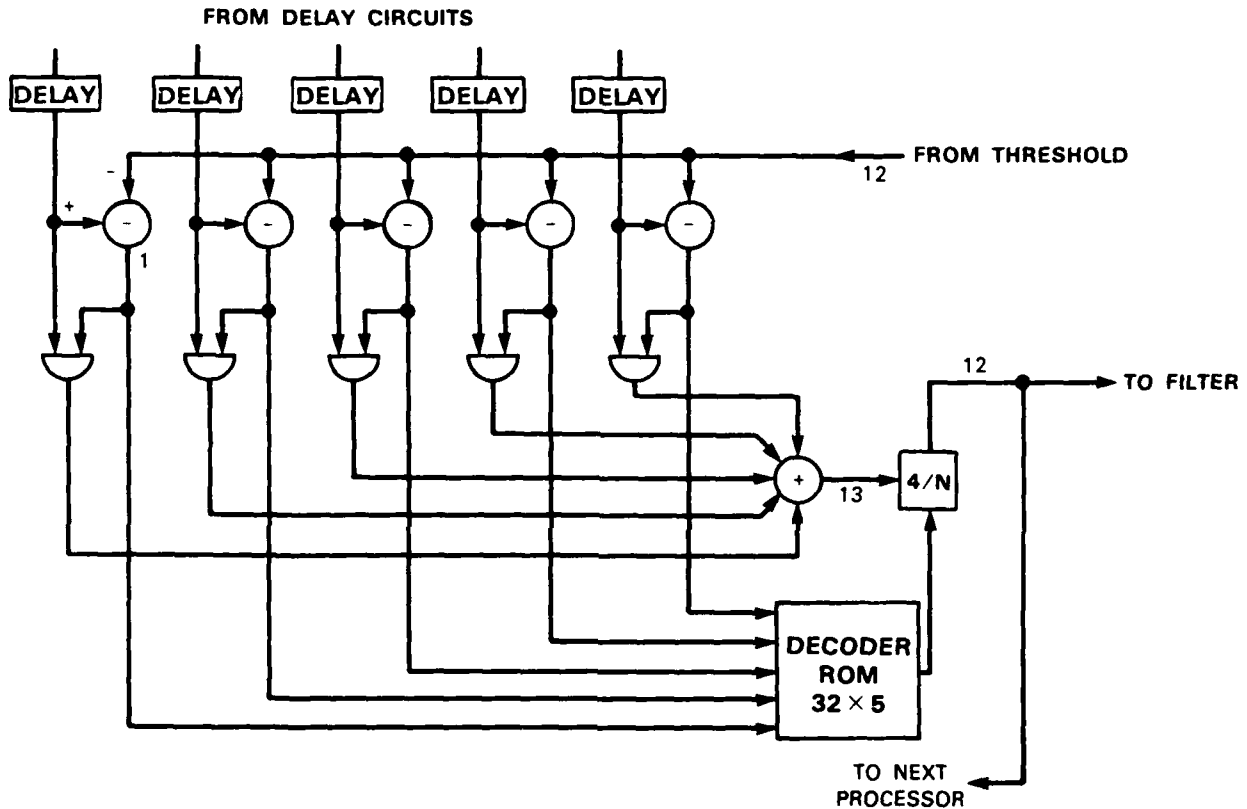 FROM DELAY CIRCUITS
DELAY DELAY DELAY DELAY DELAY
FROM THRESHOLD
12
-
+
- - - - -
1
12
TO FILTER
+
13
4/N
DECODER
ROM
32 × 5
TO NEXT
PROCESSOR